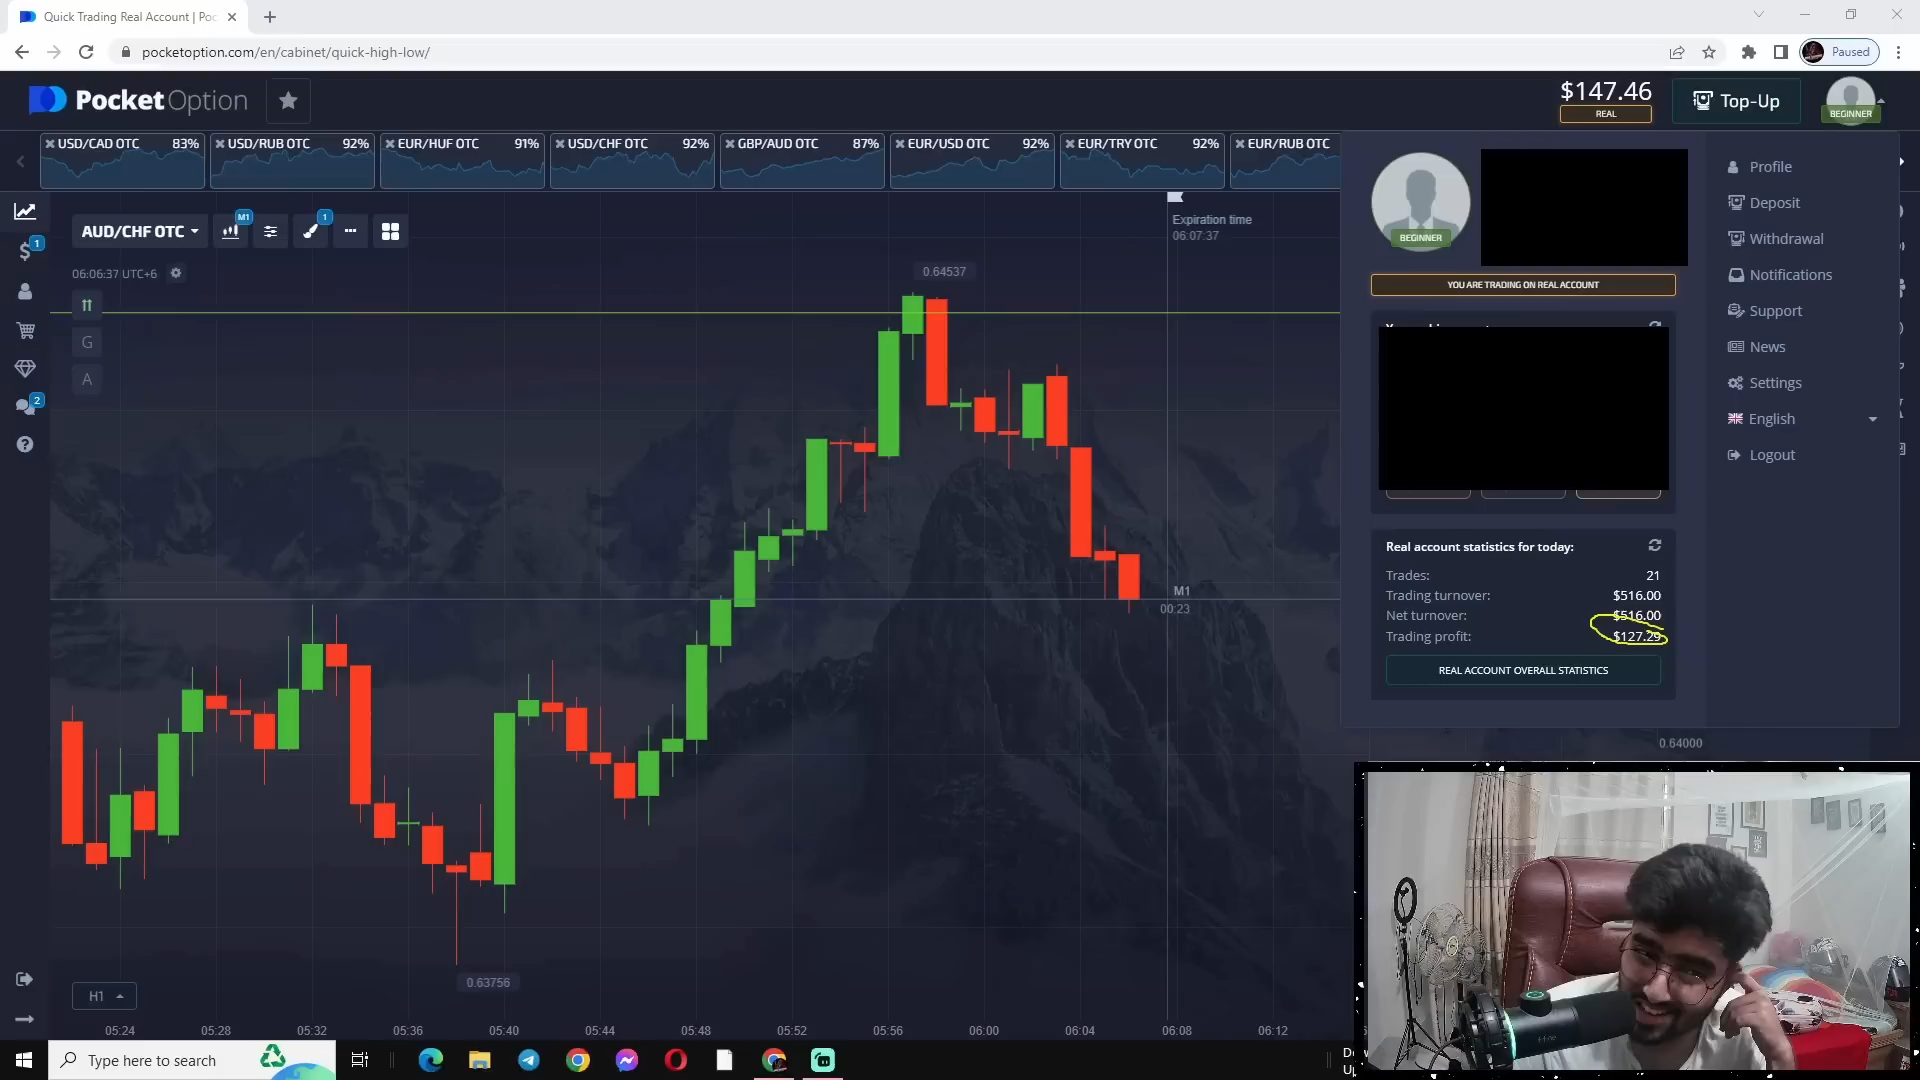 Quick Trading Real Account | Poc
pocketoption.com/en/cabinet/quick-high-low/
Paused
PocketOption
$147.46
REAL
Top-Up
BEGINNER
USD/CAD OTC 83%
USD/RUB OTC 92%
EUR/HUF OTC 91%
USD/CHF OTC 92%
GBP/AUD OTC 87%
EUR/USD OTC 92%
EUR/TRY OTC 92%
EUR/RUB OTC
AUD/CHF OTC
M1
1
06:06:37 UTC+6
G
A
1
2
Expiration time
06:07:37
0.64537
M1
00:23
0.63756
0.64000
H1
05:24 05:28 05:32 05:36 05:40 05:44 05:48 05:52 05:56 06:00 06:04 06:08 06:12
BEGINNER
YOU ARE TRADING ON REAL ACCOUNT
Real account statistics for today:
Trades: 21
Trading turnover: $516.00
Net turnover: $516.00
Trading profit: $127.29
REAL ACCOUNT OVERALL STATISTICS
Profile
Deposit
Withdrawal
Notifications
Support
News
Settings
English
Logout
Type here to search